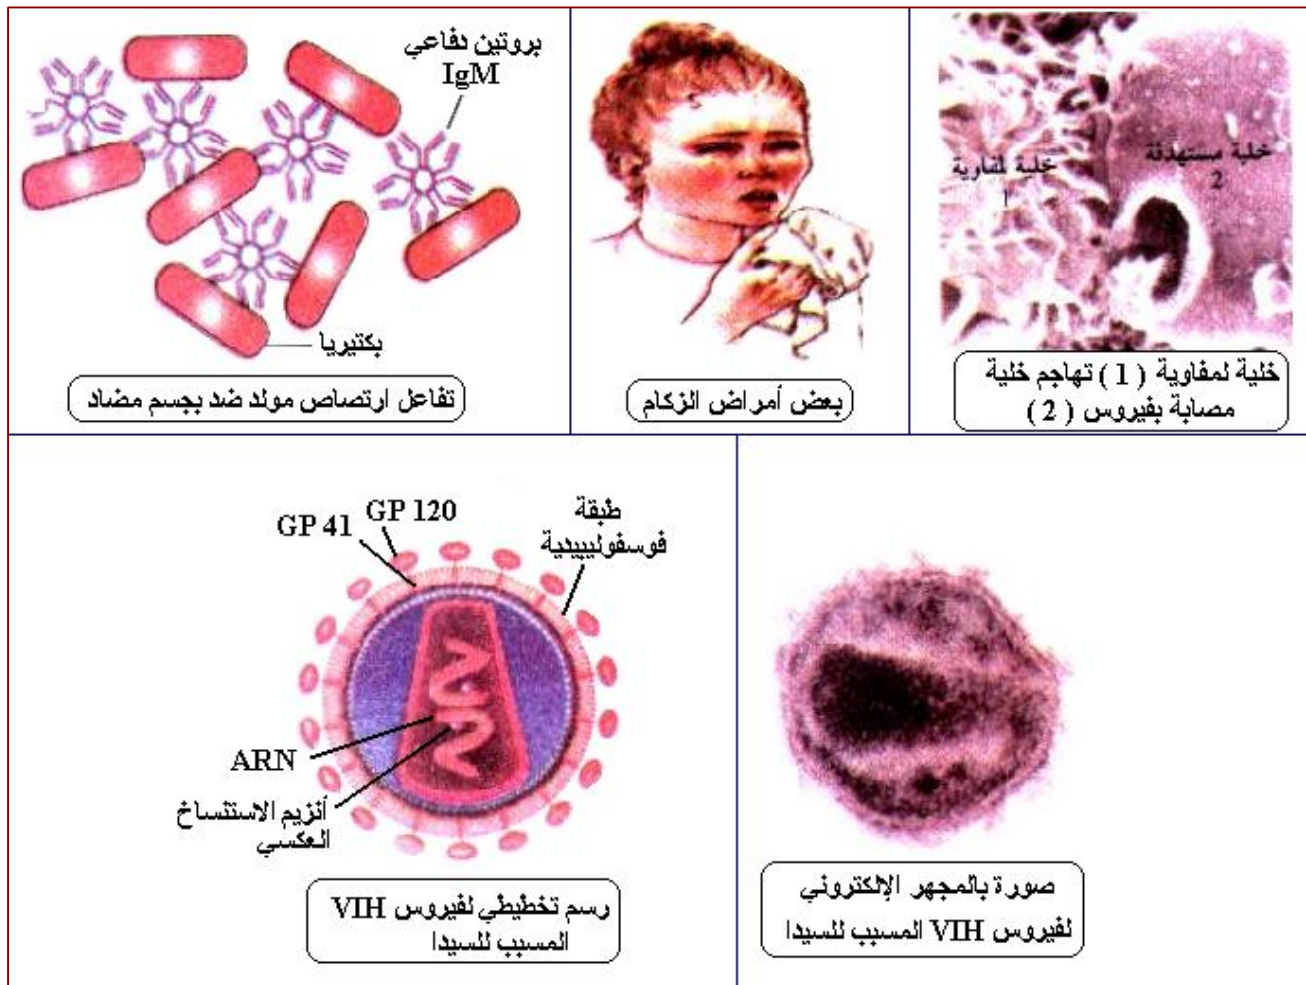 بروتين دفاعي
IgM
بكتيريا
تفاعل ارتصاص مولد ضد بجسم مضاد
بعض أمراض الزكام
خلية لمفاوية
1
خلية مستهدفة
2
خلية لمفاوية ( 1 ) تهاجم خلية
مصابة بفيروس ( 2 )
GP 120
GP 41
طبقة
فوسفوليبيدية
ARN
أنزيم الاستنساخ
العكسي
رسم تخطيطي لفيروس VIH
المسبب للسيدا
صورة بالمجهر الإلكتروني
لفيروس VIH المسبب للسيدا